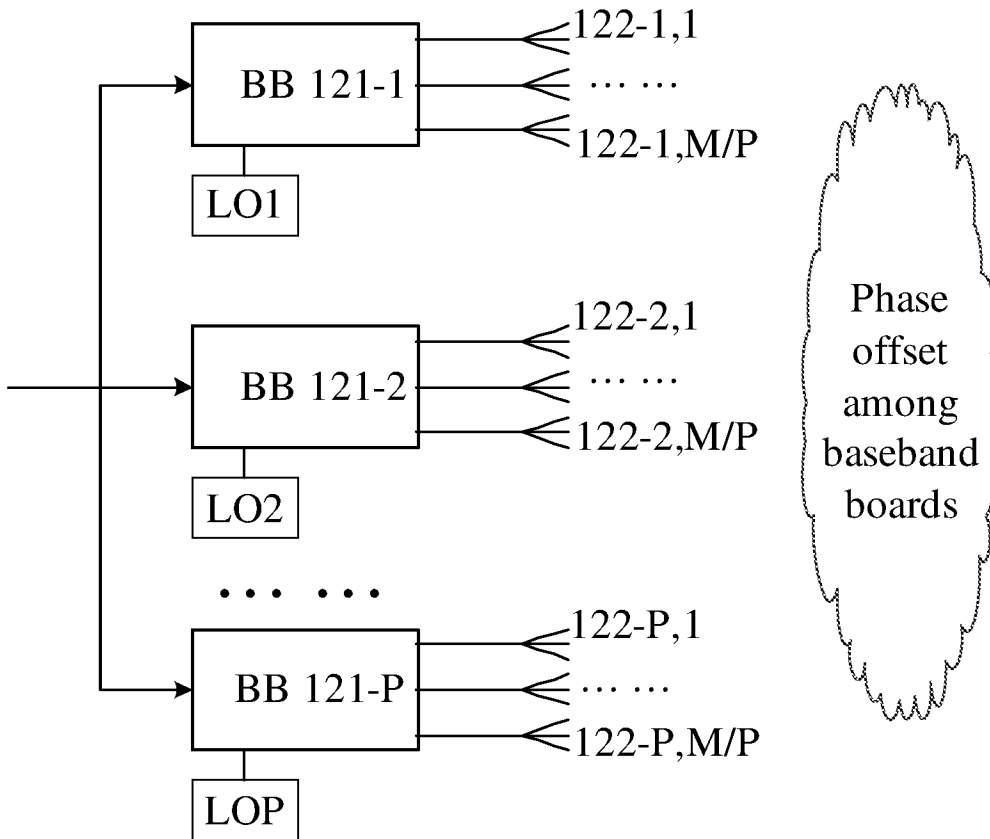 122-1,1
BB 121-1
... ...
122-1,M/P
LO1
122-2,1
BB 121-2
... ...
122-2,M/P
LO2
... ...
122-P,1
BB 121-P
... ...
122-P,M/P
LOP
Phase
offset
among
baseband
boards